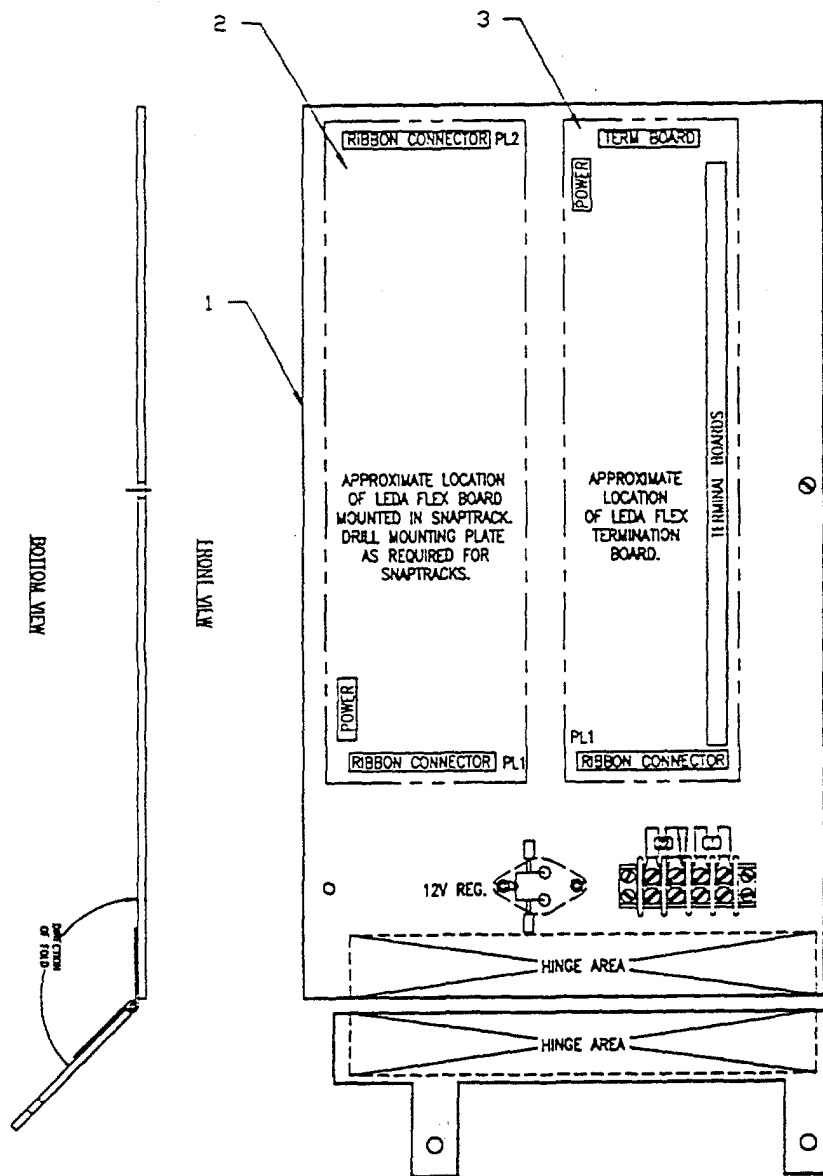 2
3
RIBBON CONNECTOR PL2
TERM BOARD
POWER
1
APPROXIMATE LOCATION
OF LEDA FLEX BOARD
MOUNTED IN SNAPTRACK.
DRILL MOUNTING PLATE
AS REQUIRED FOR
SNAPTRACKS.
APPROXIMATE
LOCATION
OF LEDA FLEX
TERMINATION
BOARD.
TERMINAL BOARDS
BOTTOM VIEW
FRONT VIEW
POWER
RIBBON CONNECTOR PL1
PL1
RIBBON CONNECTOR
12V REG.
DIRECTION
OF FOLD
HINGE AREA
HINGE AREA